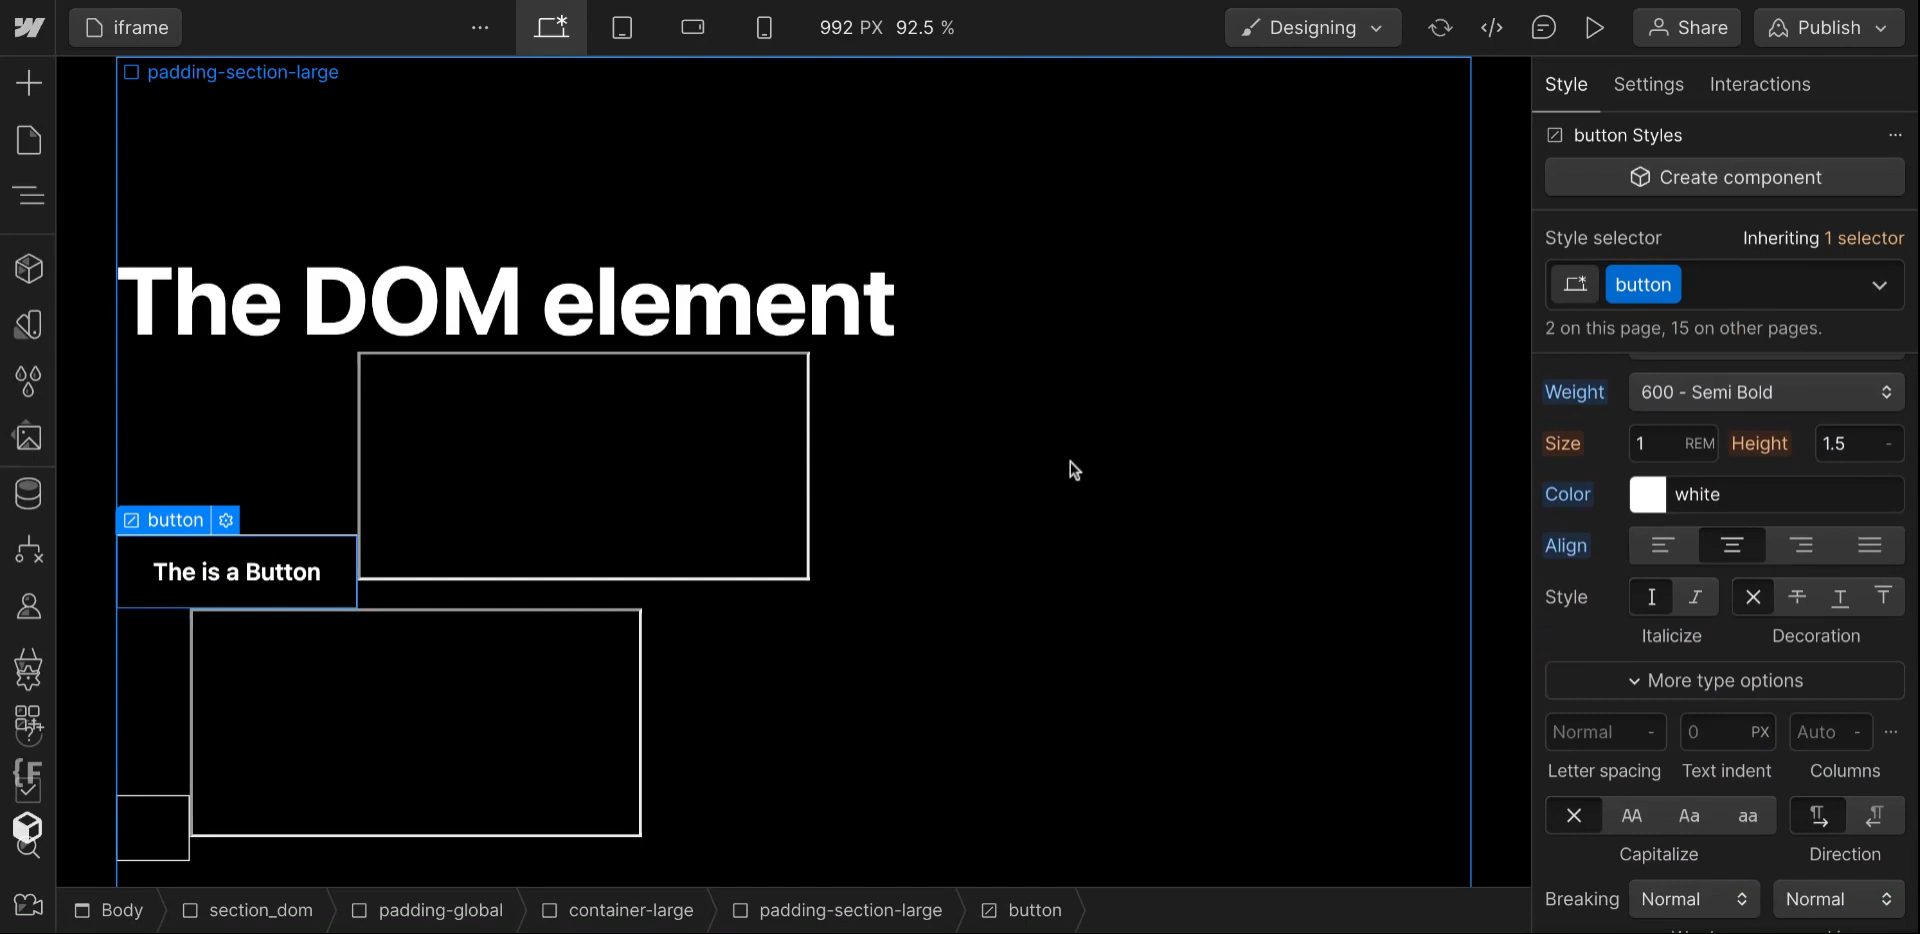 iframe
992 PX 92.5 %
Designing
Share
Publish
padding-section-large
The DOM element
button
The is a Button
Body
section_dom
padding-global
container-large
padding-section-large
button
Style Settings Interactions
button Styles
Create component
Style selector Inheriting 1 selector
button
2 on this page, 15 on other pages.
Weight 600 - Semi Bold
Size 1 REM Height 1.5 -
Color white
Align
Style
Italicize Decoration
More type options
Normal - 0 PX Auto -
Letter spacing Text indent Columns
AA Aa aa
Capitalize Direction
Breaking Normal Normal